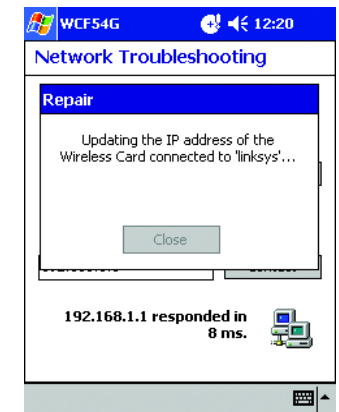 WCF54G 12:20
Network Troubleshooting
Repair
Updating the IP address of the
Wireless Card connected to 'linksys'...
Close
192.168.1.1 responded in
8 ms.